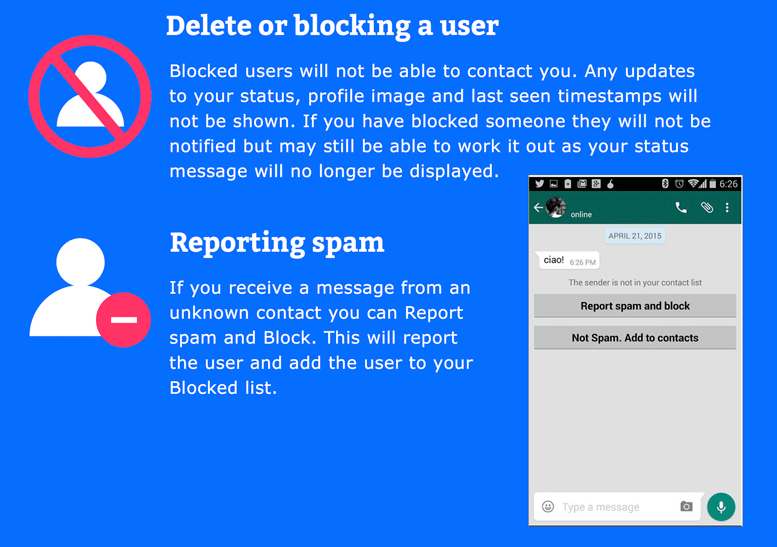 Delete or blocking a user
Blocked users will not be able to contact you. Any updates
to your status, profile image and last seen timestamps will
not be shown. If you have blocked someone they will not be
notified but may still be able to work it out as your status
message will no longer be displayed.
6:26
online
APRIL 21, 2015
ciao! 6:26 PM
The sender is not in your contact list
Report spam and block
Not Spam. Add to contacts
Type a message
Reporting spam
If you receive a message from an
unknown contact you can Report
spam and Block. This will report
the user and add the user to your
Blocked list.